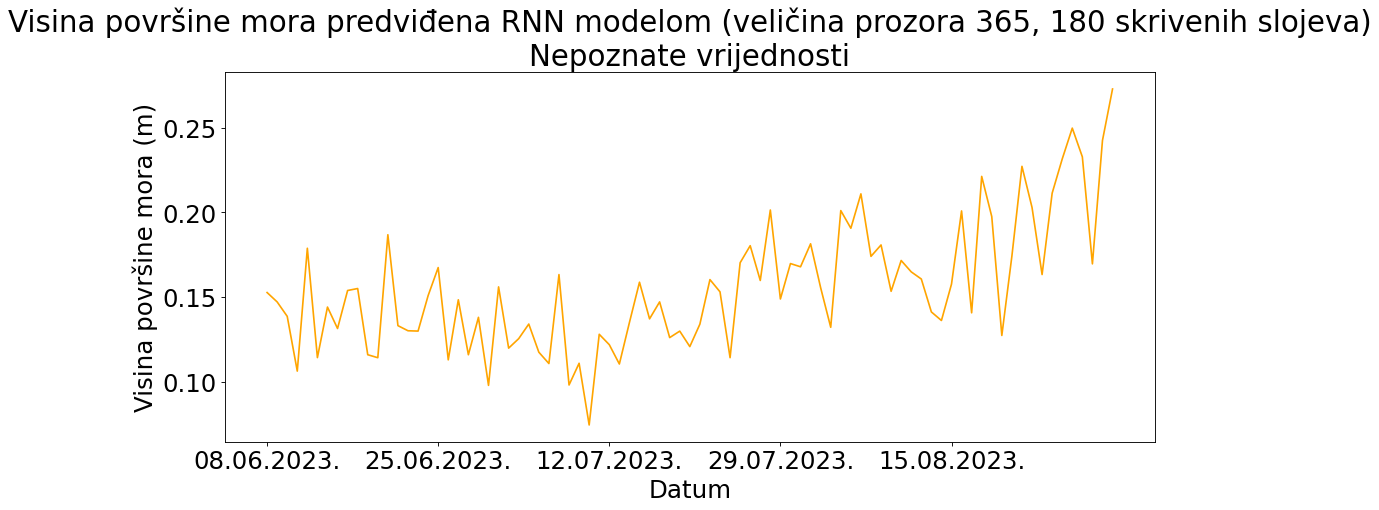 Visina površine mora predviđena RNN modelom (veličina prozora 365, 180 skrivenih slojeva)
Nepoznate vrijednosti
Visina površine mora (m)
0.25
0.20
0.15
0.10
08.06.2023. 25.06.2023. 12.07.2023. 29.07.2023. 15.08.2023.
Datum